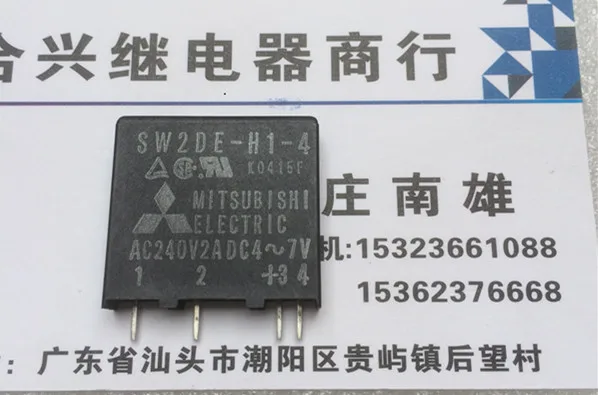 合兴继电器商行
SW2DE-H1-4
K0415F
MITSUBISHI
ELECTRIC
AC240V2ADC4~7V
1 2 +3 4
庄南雄
机:15323661088
15362376668
:广东省汕头市潮阳区贵屿镇后望村